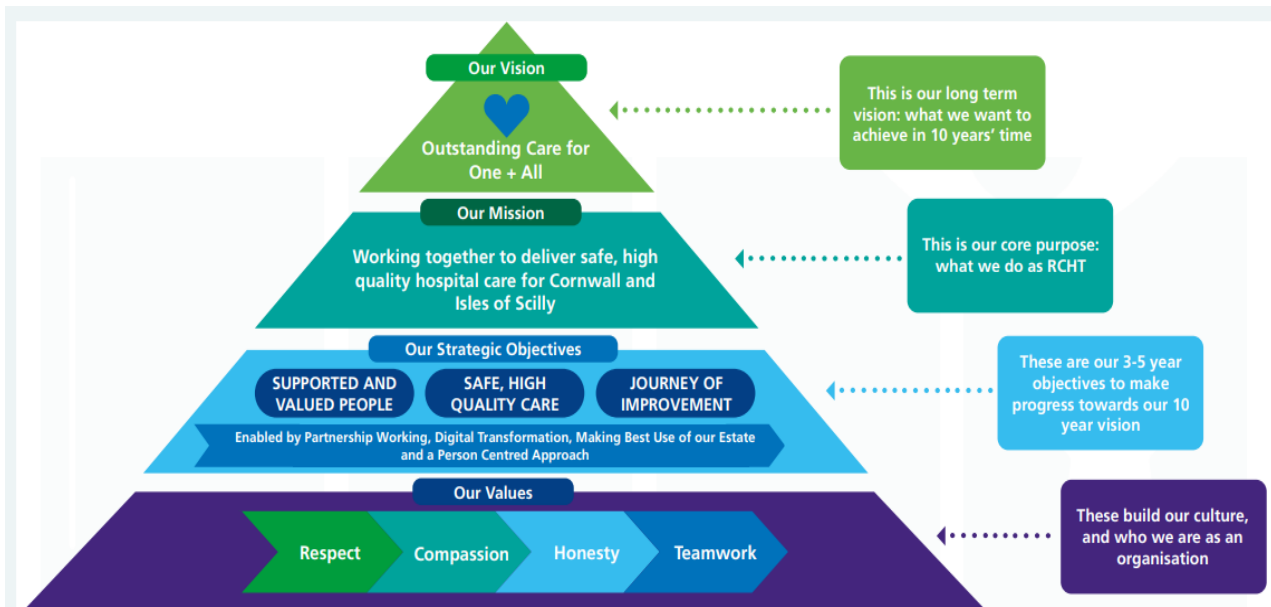 Our Vision
Outstanding Care for
One + All
This is our long term
vision: what we want to
achieve in 10 years' time
Our Mission
Working together to deliver safe, high
quality hospital care for Cornwall and
Isles of Scilly
This is our core purpose:
what we do as RCHT
Our Strategic Objectives
SUPPORTED AND
VALUED PEOPLE
SAFE, HIGH
QUALITY CARE
JOURNEY OF
IMPROVEMENT
Enabled by Partnership Working, Digital Transformation, Making Best Use of our Estate
and a Person Centred Approach
These are our 3-5 year
objectives to make
progress towards our 10
year vision
Our Values
Respect
Compassion
Honesty
Teamwork
These build our culture,
and who we are as an
organisation